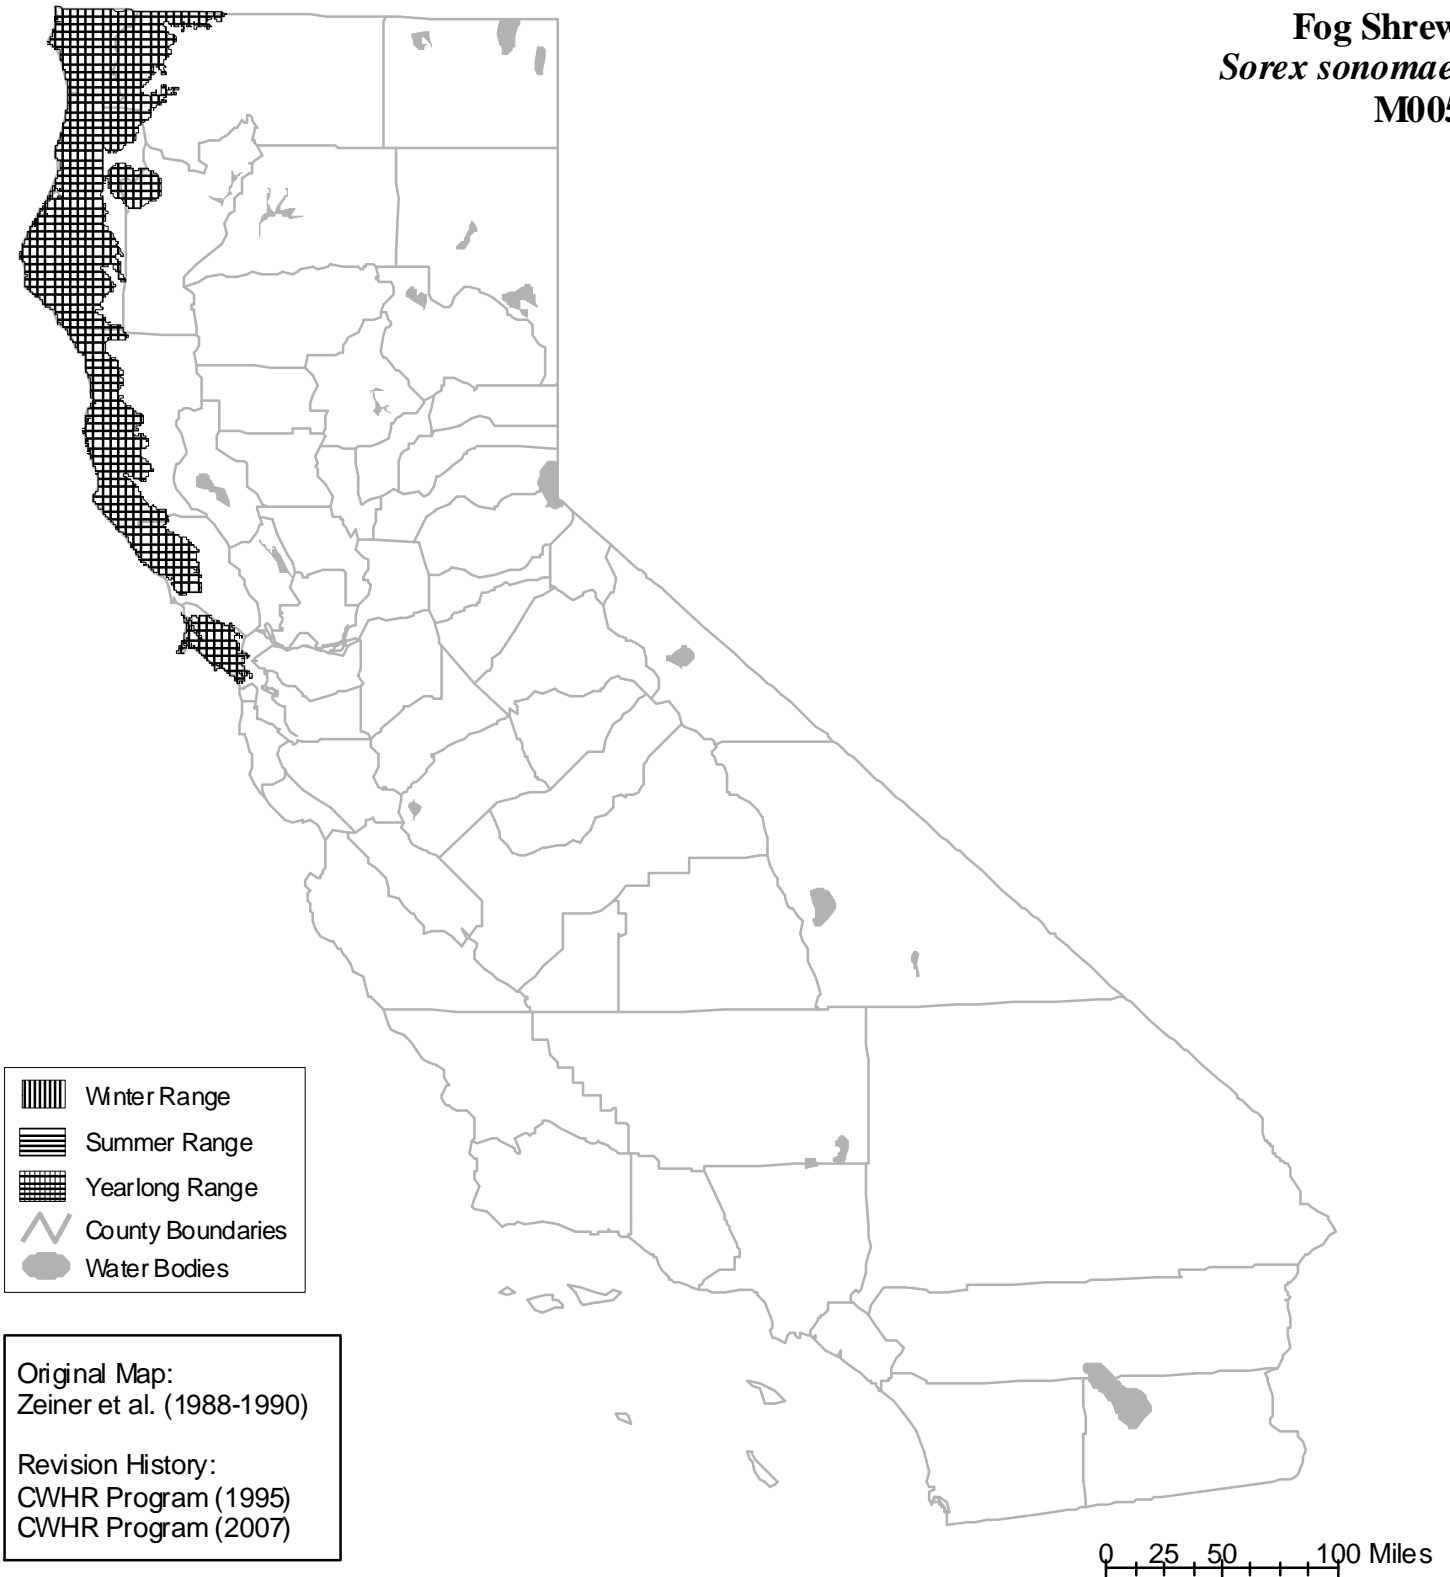 Fog Shrew
Sorex sonomae
M005
Winter Range
Summer Range
Yearlong Range
County Boundaries
Water Bodies
Original Map:
Zeiner et al. (1988-1990)
Revision History:
CWHR Program (1995)
CWHR Program (2007)
0 25 50 100 Miles